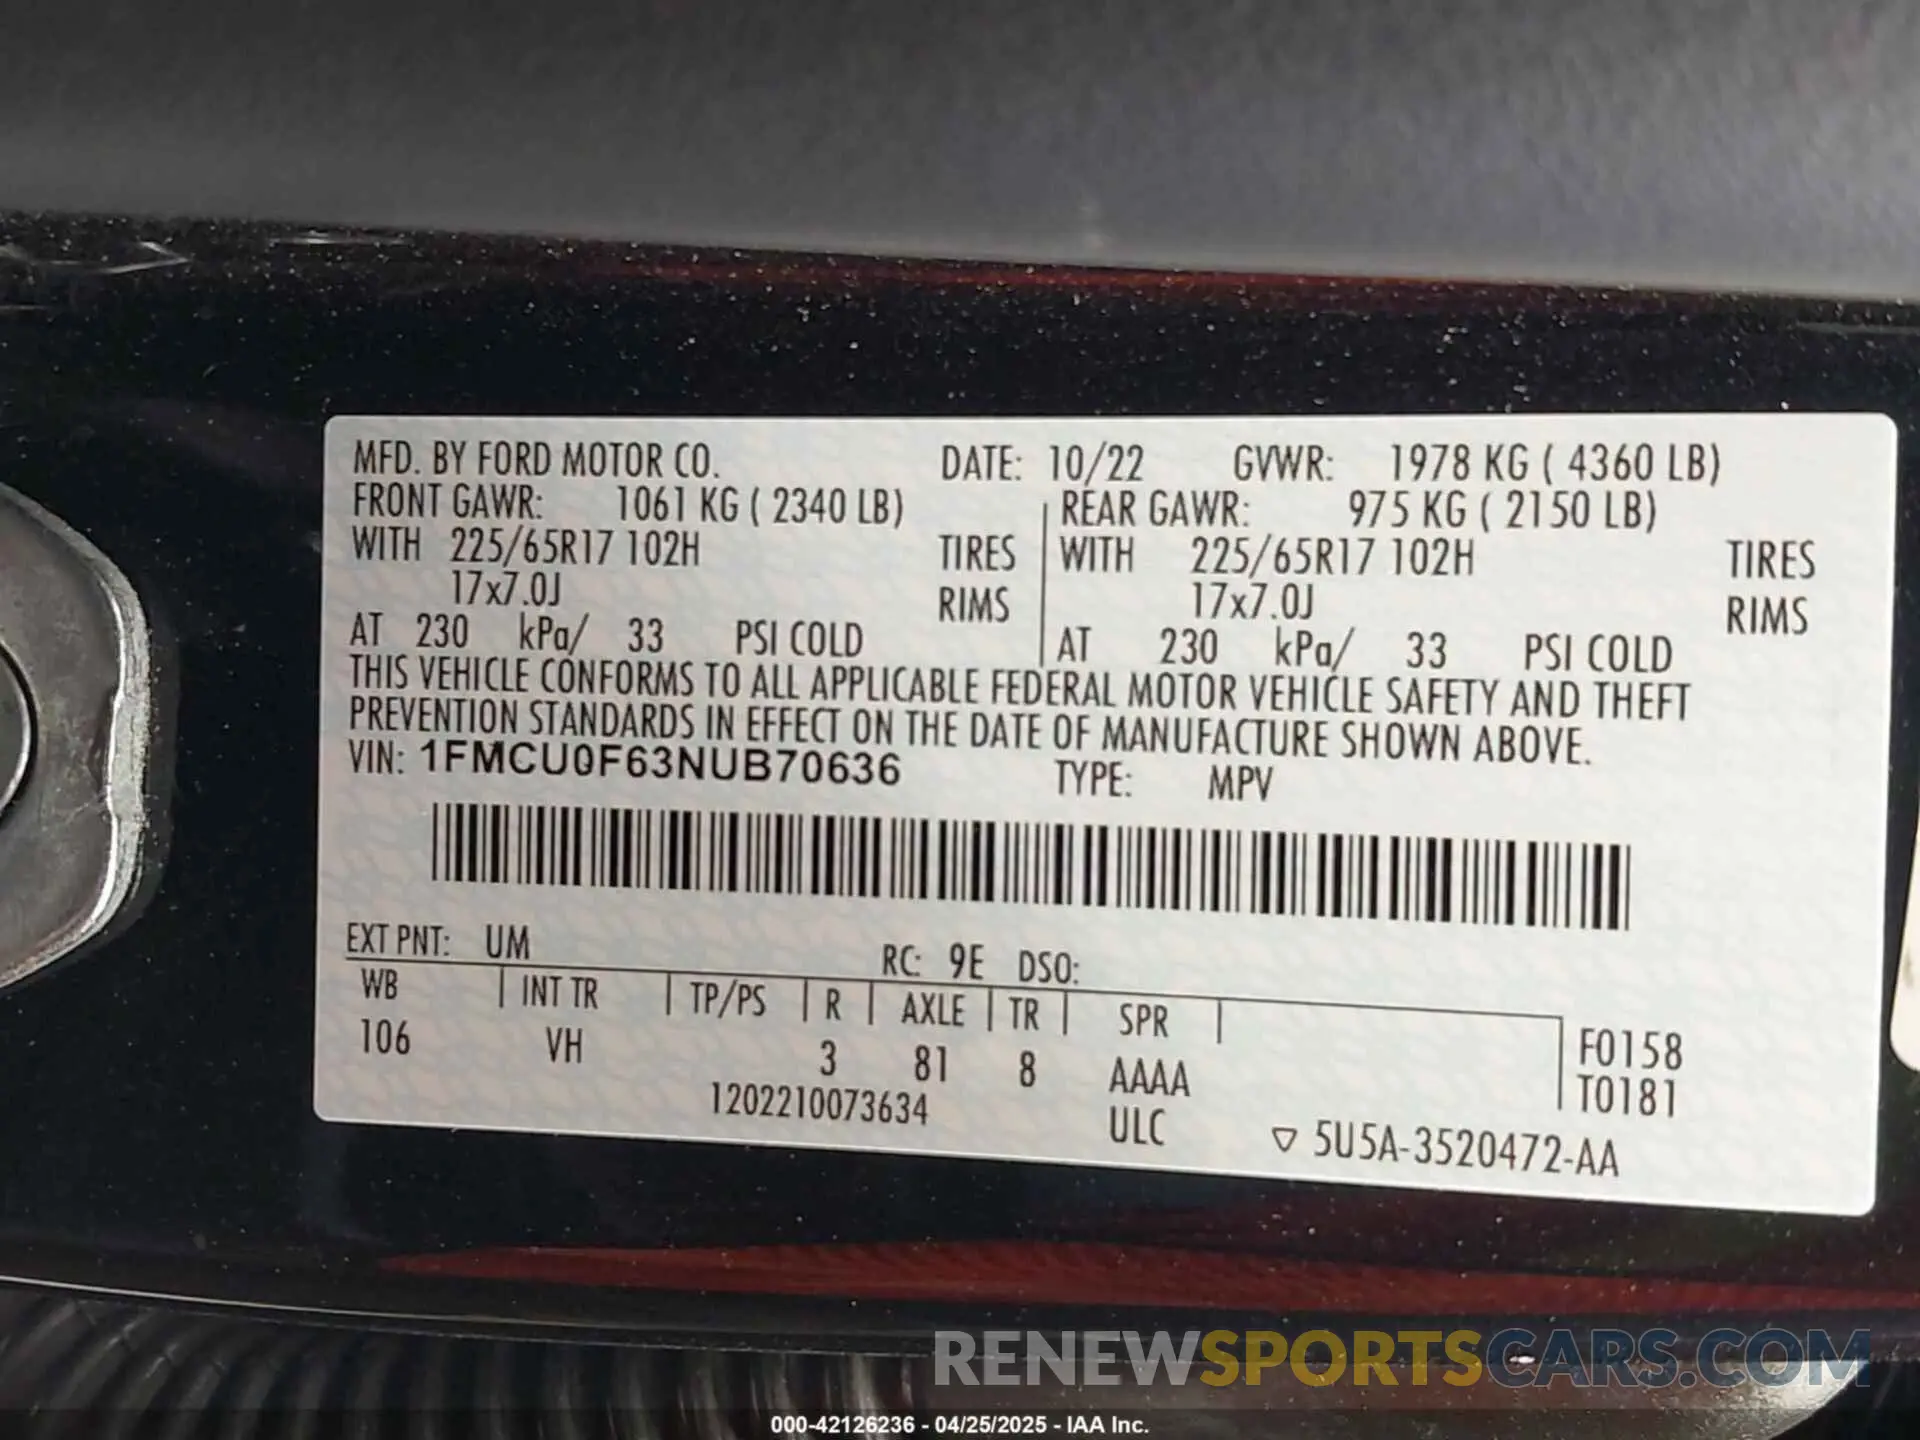 MFD. BY FORD MOTOR CO. DATE: 10/22 GVWR: 1978 KG ( 4360 LB)
FRONT GAWR: 1061 KG ( 2340 LB) REAR GAWR: 975 KG ( 2150 LB)
WITH 225/65R17 102H TIRES WITH 225/65R17 102H TIRES
17x7.0J RIMS 17x7.0J RIMS
AT 230 kPa/ 33 PSI COLD AT 230 kPa/ 33 PSI COLD
THIS VEHICLE CONFORMS TO ALL APPLICABLE FEDERAL MOTOR VEHICLE SAFETY AND THEFT
PREVENTION STANDARDS IN EFFECT ON THE DATE OF MANUFACTURE SHOWN ABOVE.
VIN: 1FMCU0F63NUB70636 TYPE: MPV
EXT PNT: UM RC: 9E DSO:
WB INT TR TP/PS R AXLE TR SPR
106 VH 3 81 8 AAAA F0158
T0181
1202210073634 ULC ▽ 5U5A-3520472-AA
RENEWSPORTSCARS.COM
000-42126236 - 04/25/2025 - IAA Inc.